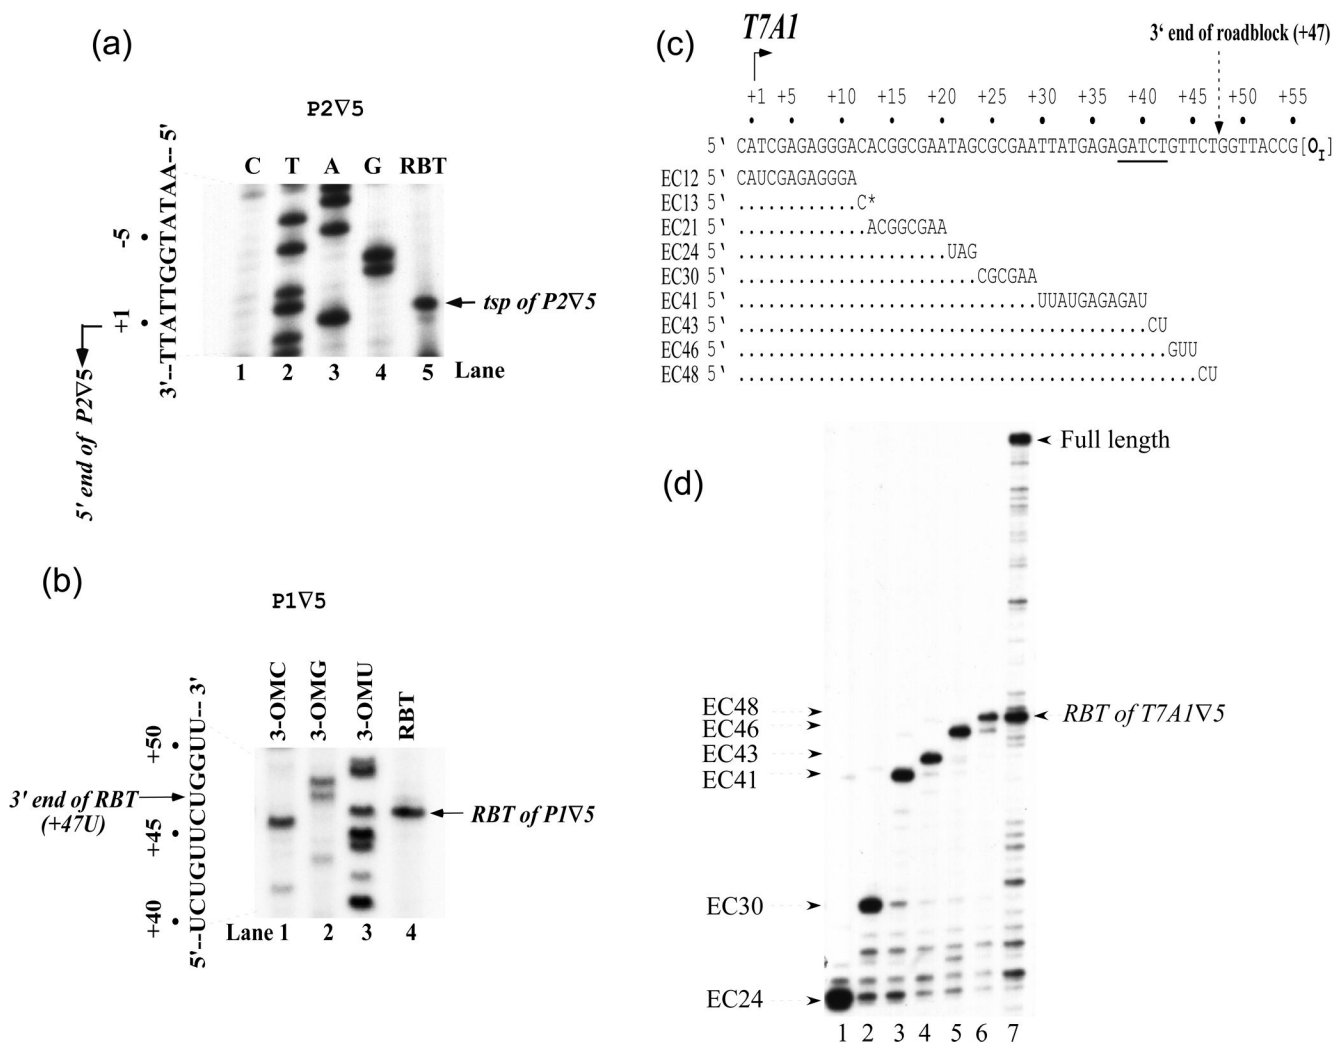 (a)
P2∇5
C T A G RBT
3'--TTATTGGTATAA--5'
-5
+1
5' end of P2∇5
tsp of P2∇5
1 2 3 4 5 Lane
(b)
P1∇5
3-OMC 3-OMG 3-OMU RBT
5'--UCUGUUCUGGUU--3'
+50
+45
+40
3' end of RBT
(+47U)
RBT of P1∇5
Lane 1 2 3 4
(c)
T7A1
3' end of roadblock (+47)
+1 +5 +10 +15 +20 +25 +30 +35 +40 +45 +50 +55
5' CATCGAGAGGGACACGGCGAATAGCGCGAATTATGAGAGATCTGTTCTGGTTACCG[OI]
EC12 5' CAUCGAGAGGGA
EC13 5' ............C*
EC21 5' .............ACGGCGAA
EC24 5' .....................UAG
EC30 5' ........................CGCGAA
EC41 5' ..............................UUAUGAGAGAU
EC43 5' .........................................CU
EC46 5' ...........................................GUU
EC48 5' ..............................................CU
(d)
Full length
EC48
EC46
EC43
EC41
EC30
EC24
RBT of T7A1∇5
1 2 3 4 5 6 7